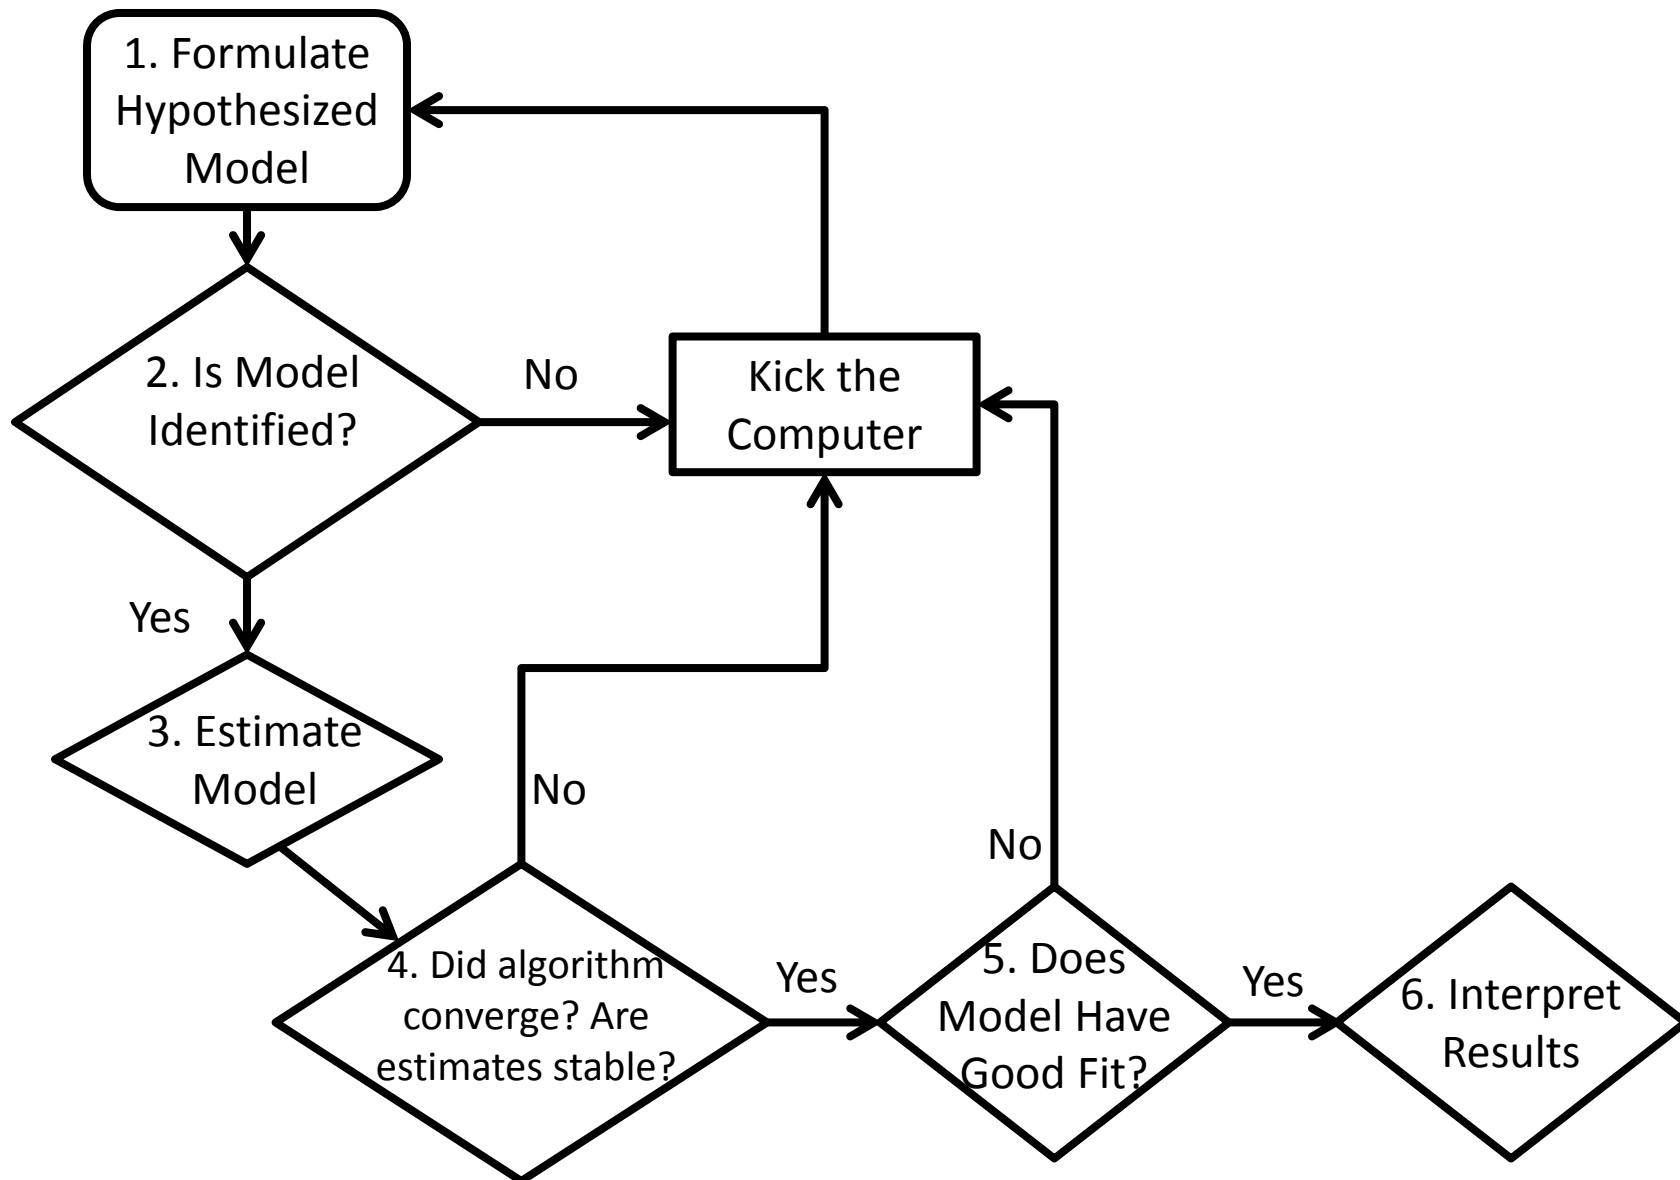 1. Formulate
Hypothesized
Model
2. Is Model
Identified?
No
Kick the
Computer
Yes
3. Estimate
Model
No
4. Did algorithm
converge? Are
estimates stable?
Yes
No
5. Does
Model Have
Good Fit?
Yes
6. Interpret
Results